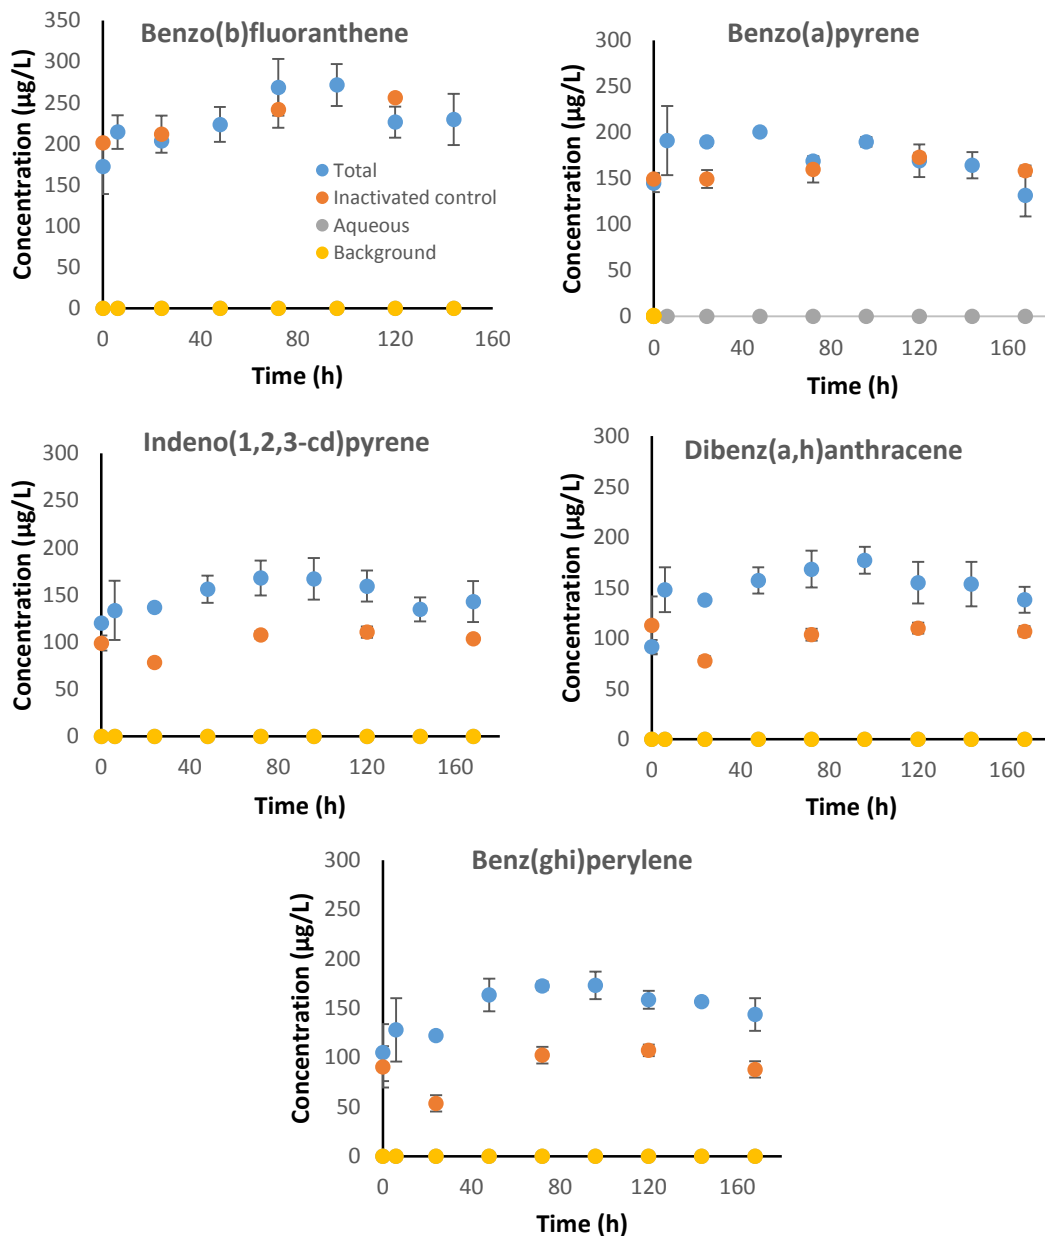 Benzo(b)fluoranthene
Concentration (µg/L)
350
300
250
200
150
100
50
0
Total
Inactivated control
Aqueous
Background
0 40 80 120 160
Time (h)
Benzo(a)pyrene
Concentration (µg/L)
300
250
200
150
100
50
0
0 40 80 120 160
Time (h)
Indeno(1,2,3-cd)pyrene
Concentration (µg/L)
300
250
200
150
100
50
0
0 40 80 120 160
Time (h)
Dibenz(a,h)anthracene
Concentration (µg/L)
300
250
200
150
100
50
0
0 40 80 120 160
Time (h)
Benz(ghi)perylene
Concentration (µg/L)
300
250
200
150
100
50
0
0 40 80 120 160
Time (h)